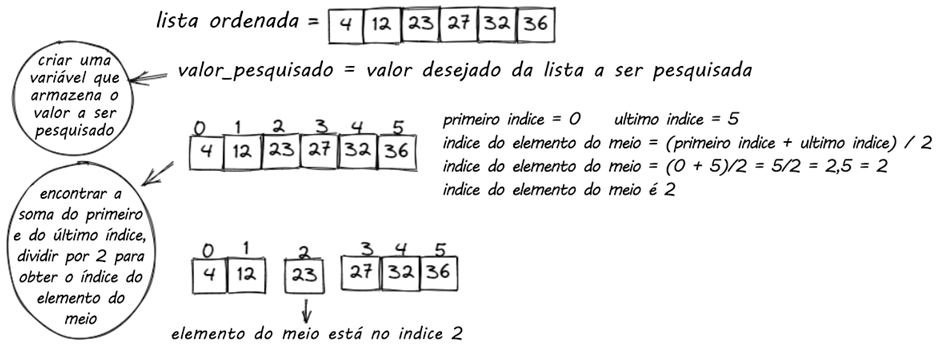 lista ordenada = 4 12 23 27 32 36
criar uma
variável que
armazena o
valor a ser
pesquisado
valor_pesquisado = valor desejado da lista a ser pesquisada
0 1 2 3 4 5
4 12 23 27 32 36
primeiro indice = 0 ultimo indice = 5
indice do elemento do meio = (primeiro indice + ultimo indice) / 2
indice do elemento do meio = (0 + 5)/2 = 5/2 = 2,5 = 2
indice do elemento do meio é 2
encontrar a
soma do primeiro
e do último índice,
dividir por 2 para
obter o índice do
elemento do
meio
0 1 2 3 4 5
4 12 23 27 32 36
elemento do meio está no indice 2